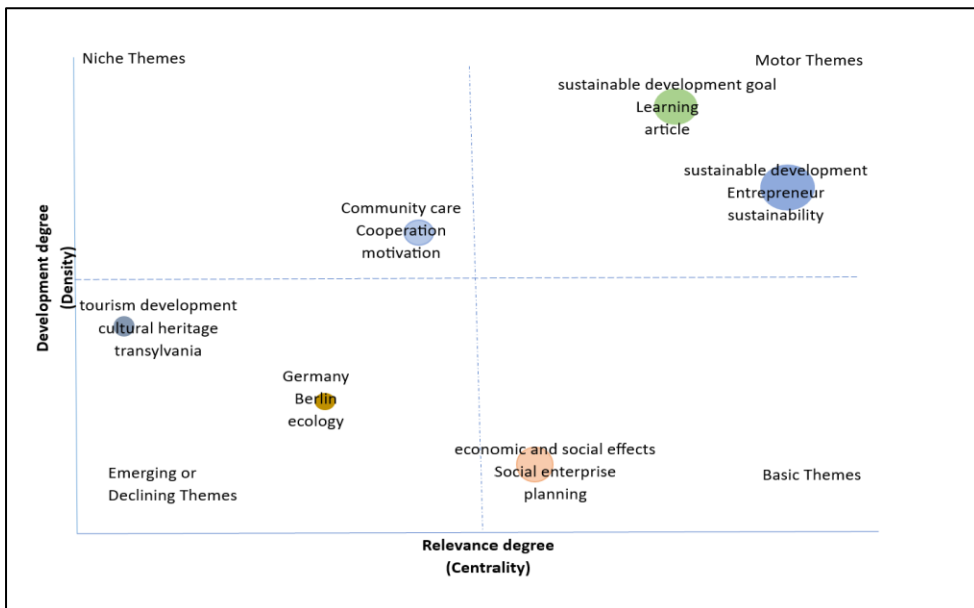 Niche Themes
Motor Themes
sustainable development goal
Learning
article
sustainable development
Entrepreneur
sustainability
Community care
Cooperation
motivation
Development degree
(Density)
tourism development
cultural heritage
transylvania
Germany
Berlin
ecology
economic and social effects
Social enterprise
planning
Emerging or
Declining Themes
Basic Themes
Relevance degree
(Centrality)